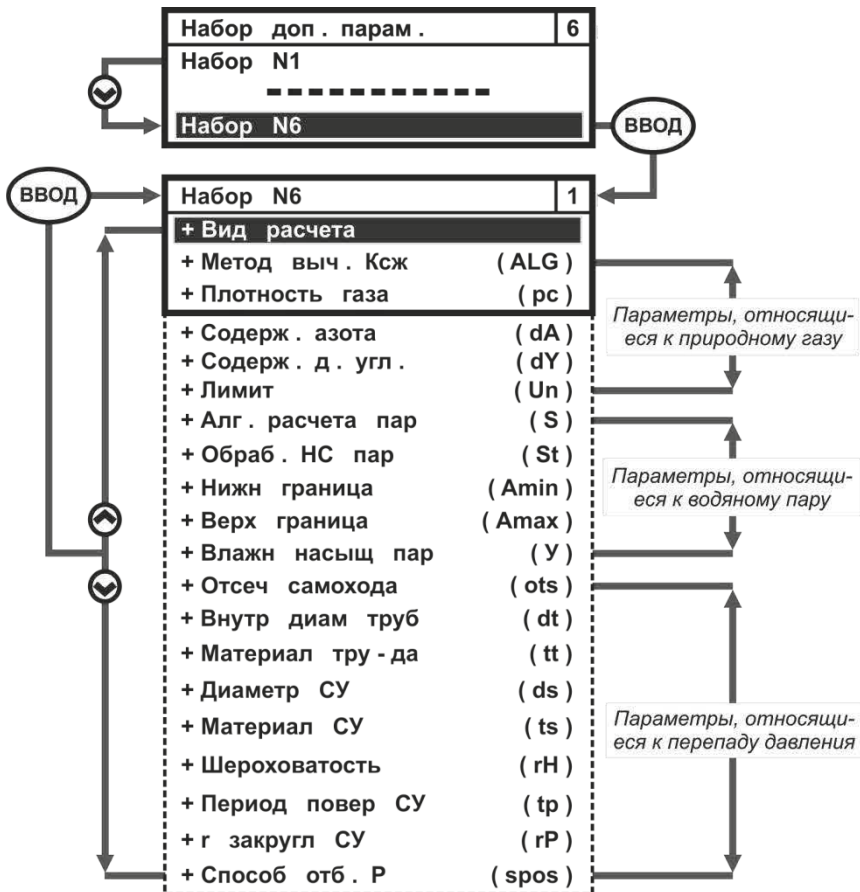 Набор доп. парам. 6
Набор N1
Набор N6
ВВОД
ВВОД
Набор N6 1
+ Вид расчета
+ Метод выч. Ксж (ALG)
+ Плотность газа (pc)
Параметры, относящи-
еся к природному газу
+ Содерж. азота (dA)
+ Содерж. д. угл. (dY)
+ Лимит (Un)
+ Алг. расчета пар (S)
+ Обраб. НС пар (St)
Параметры, относящи-
еся к водяному пару
+ Нижн граница (Amin)
+ Верх граница (Amax)
+ Влажн насыщ пар (У)
+ Отсеч самохода (ots)
+ Внутр диам труб (dt)
+ Материал тру-да (tt)
+ Диаметр СУ (ds)
+ Материал СУ (ts)
Параметры, относящи-
еся к перепаду давления
+ Шероховатость (rH)
+ Период повер СУ (tp)
+ r закругл СУ (rP)
+ Способ отб. Р (spos)